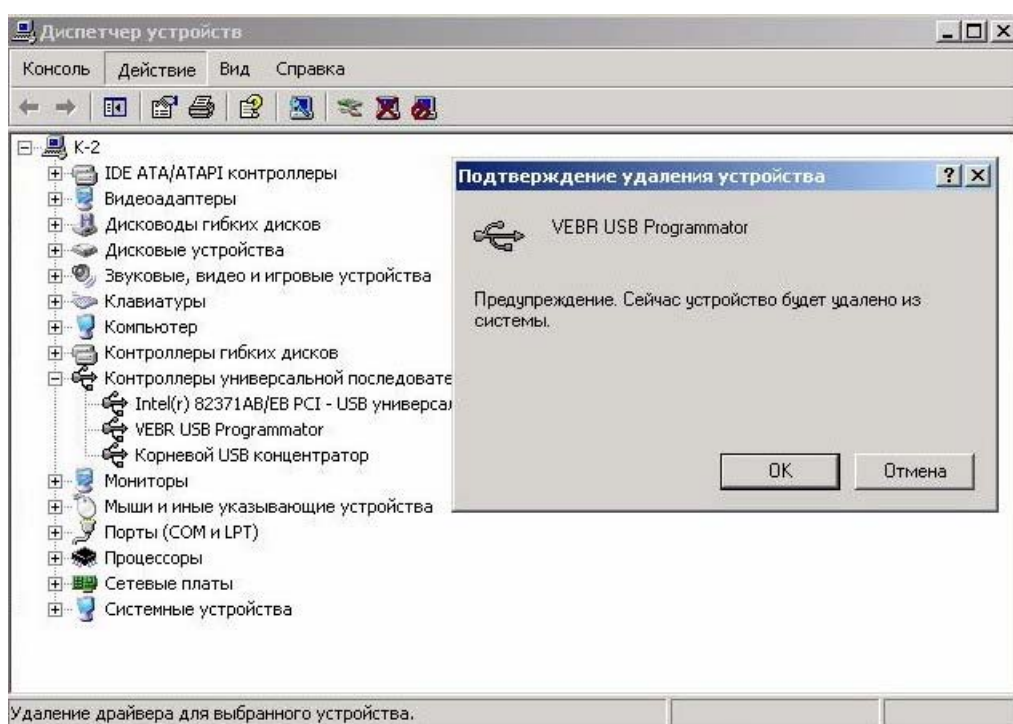 Диспетчер устройств
Консоль Действие Вид Справка
K-2
IDE ATA/ATAPI контроллеры
Видеоадаптеры
Дисководы гибких дисков
Дисковые устройства
Звуковые, видео и игровые устройства
Клавиатуры
Компьютер
Контроллеры гибких дисков
Контроллеры универсальной последовате
Intel(r) 82371AB/EB PCI - USB универсал
VEBR USB Programmator
Корневой USB концентратор
Мониторы
Мыши и иные указывающие устройства
Порты (COM и LPT)
Процессоры
Сетевые платы
Системные устройства
Подтверждение удаления устройства
VEBR USB Programmator
Предупреждение. Сейчас устройство будет удалено из
системы.
OK Отмена
Удаление драйвера для выбранного устройства.